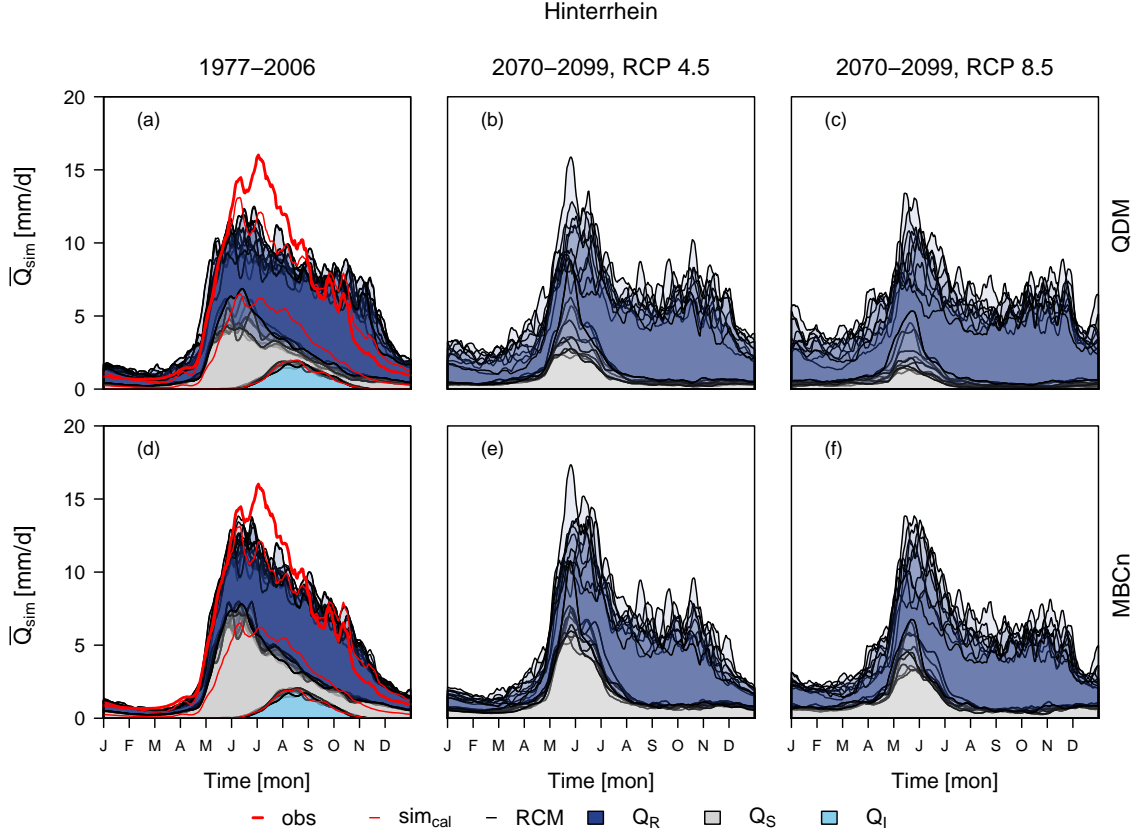 Hinterrhein
1977−2006
2070−2099, RCP 4.5
2070−2099, RCP 8.5
20
15
10
5
0
Q̅sim [mm/d]
(a)
(b)
(c)
QDM
20
15
10
5
0
Q̅sim [mm/d]
(d)
(e)
(f)
MBCn
J F M A M J J A S O N D
J F M A M J J A S O N D
J F M A M J J A S O N D
Time [mon]
Time [mon]
Time [mon]
obs simcal RCM QR QS QI